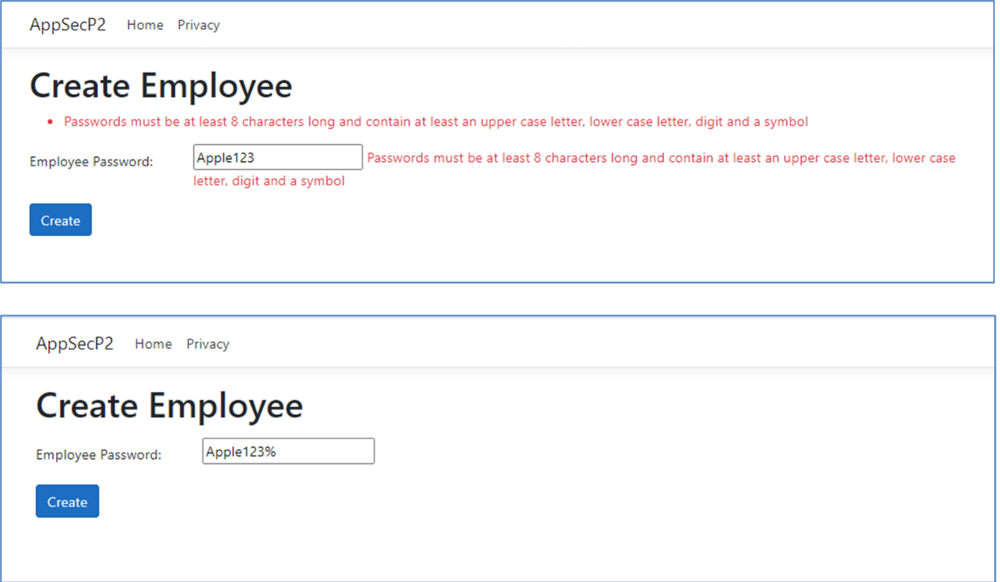 AppSecP2 Home Privacy
Create Employee
• Passwords must be at least 8 characters long and contain at least an upper case letter, lower case letter, digit and a symbol
Employee Password: Apple123 Passwords must be at least 8 characters long and contain at least an upper case letter, lower case
letter, digit and a symbol
Create
AppSecP2 Home Privacy
Create Employee
Employee Password: Apple123%
Create